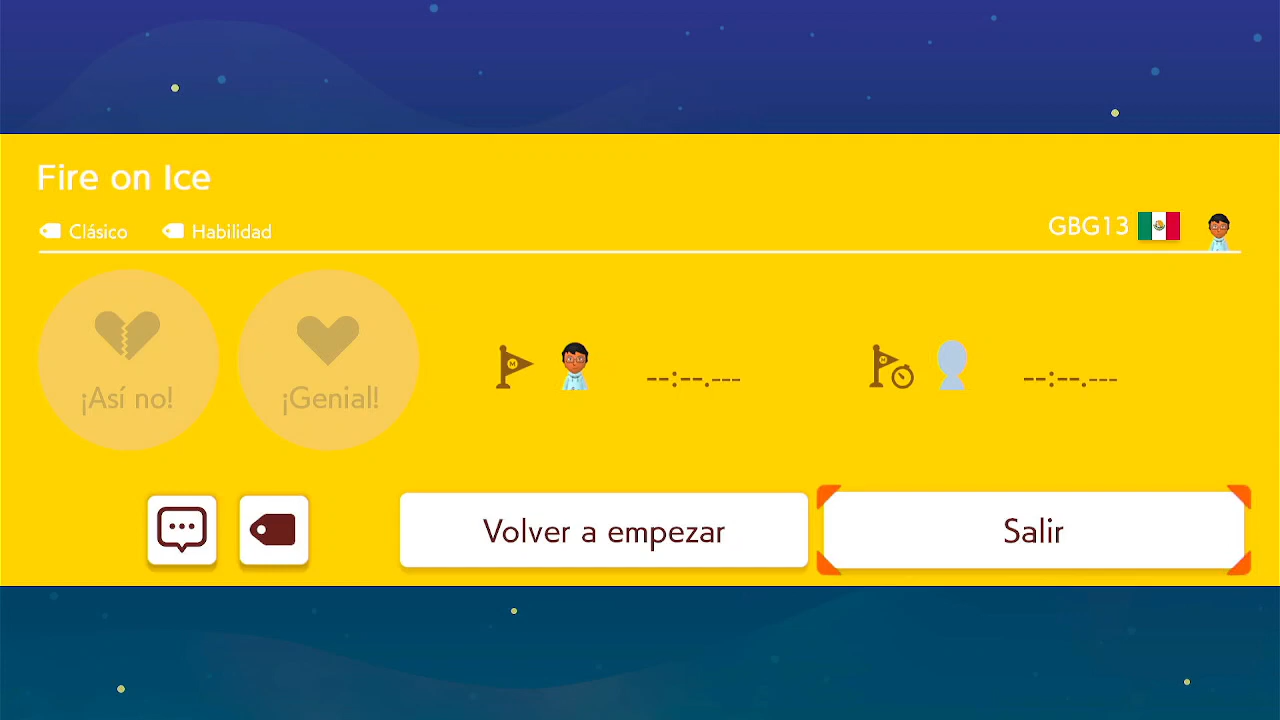 Fire on Ice
Clásico Habilidad
GBG13
¡Así no! ¡Genial!
M --:--.--- M --:--.---
Volver a empezar Salir